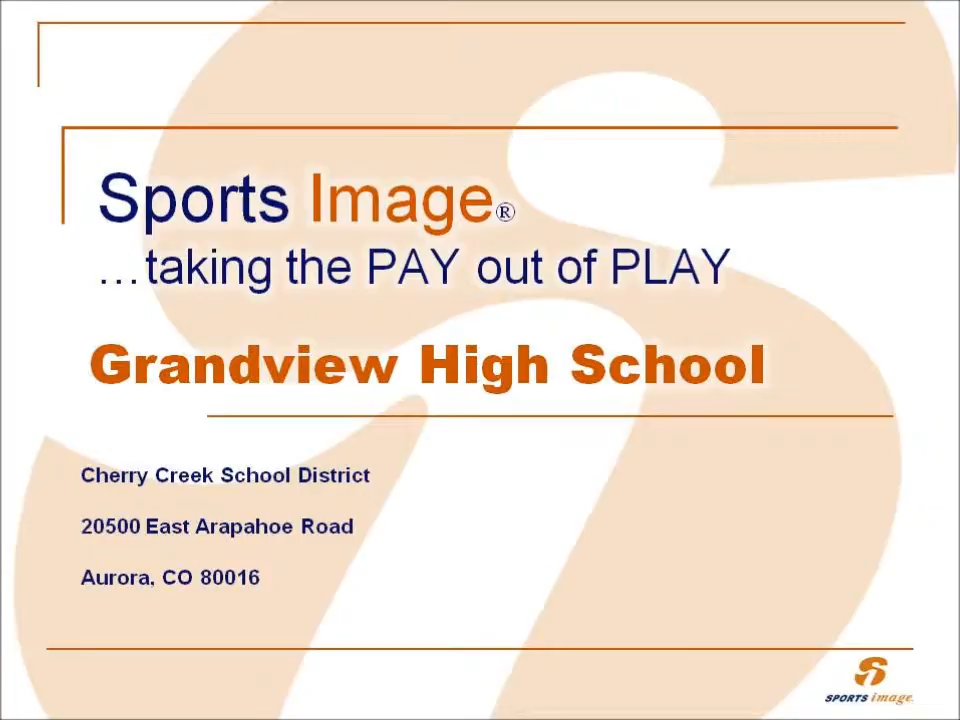 Sports Image®
...taking the PAY out of PLAY
Grandview High School
Cherry Creek School District
20500 East Arapahoe Road
Aurora, CO 80016
SPORTS image